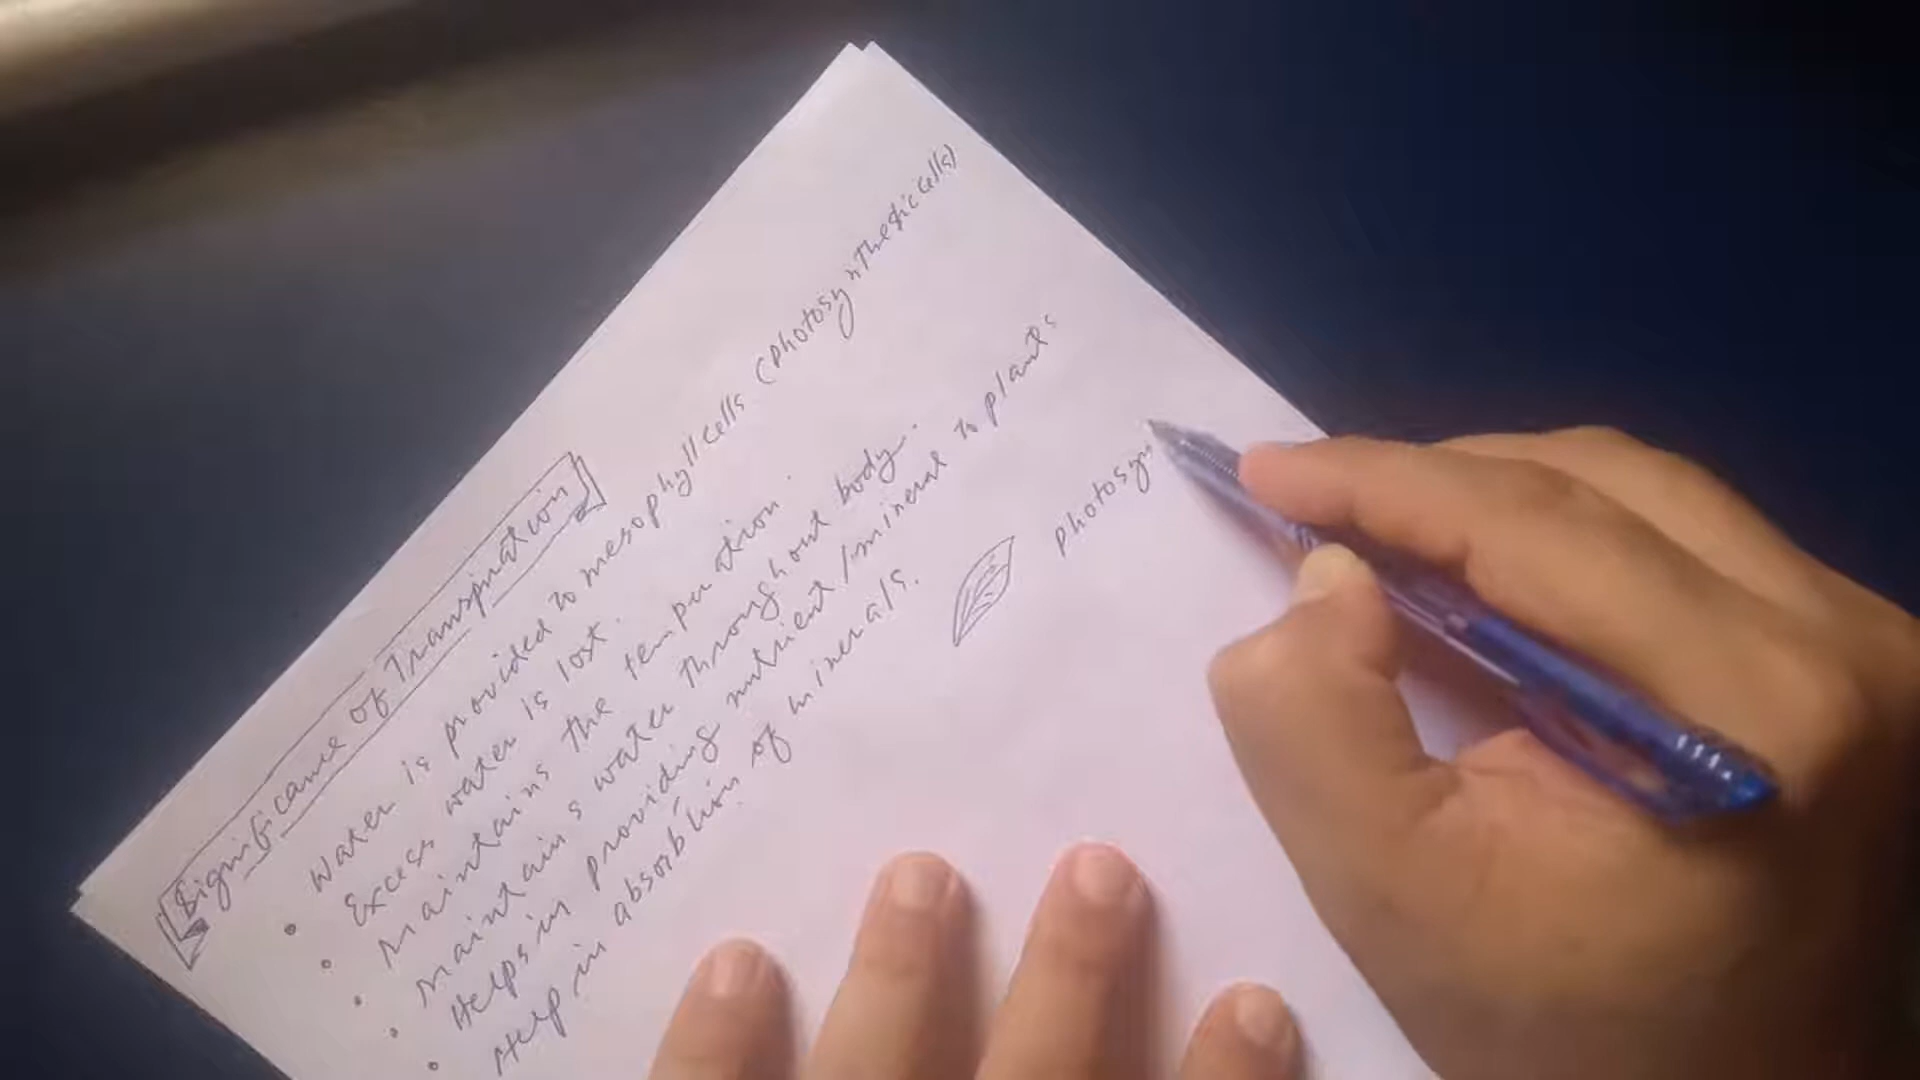 Significance of Transpiration
• Water is provided to mesophyll cells (photosynthetic cells)
• Excess water is lost.
• Maintains the temperation.
• Maintains water throughout body.
• Helps in providing nutrient/mineral to plants
Help in absorbtion of minerals.
photosyn